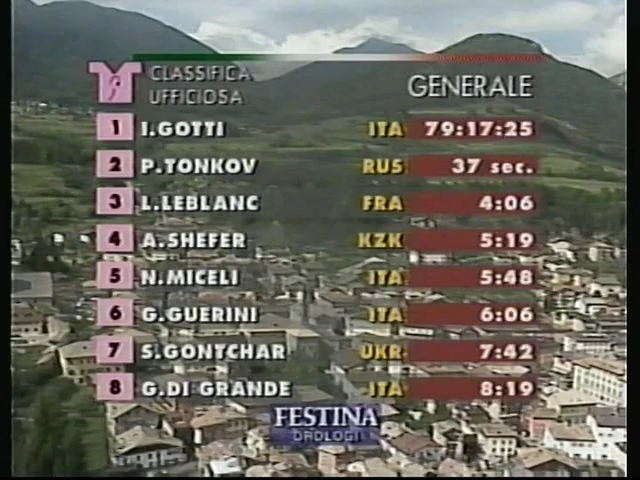 CLASSIFICA
UFFICIOSA
GENERALE
1 I.GOTTI ITA 79:17:25
2 P.TONKOV RUS 37 sec.
3 L.LEBLANC FRA 4:06
4 A.SHEFER KZK 5:19
5 N.MICELI ITA 5:48
6 G.GUERINI ITA 6:06
7 S.GONTCHAR UKR 7:42
8 G.DI GRANDE ITA 8:19
FESTINA
OROLOGI